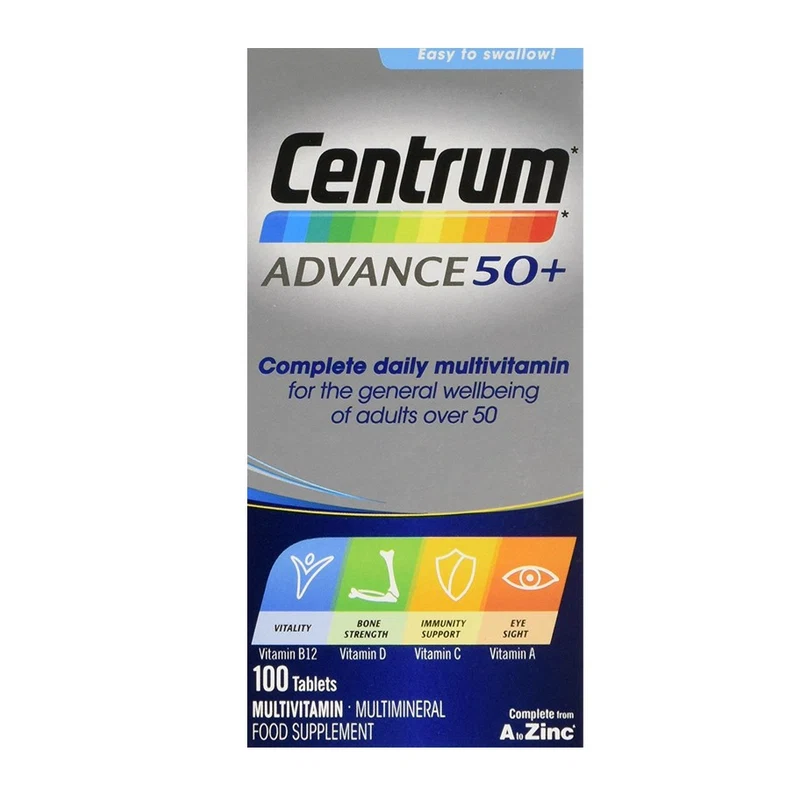 Easy to swallow!
Centrum*
*
ADVANCE 50+
Complete daily multivitamin
for the general wellbeing
of adults over 50
VITALITY
BONE
STRENGTH
IMMUNITY
SUPPORT
EYE
SIGHT
Vitamin B12 Vitamin D Vitamin C Vitamin A
100 Tablets
MULTIVITAMIN · MULTIMINERAL
FOOD SUPPLEMENT
Complete from
A to Zinc*